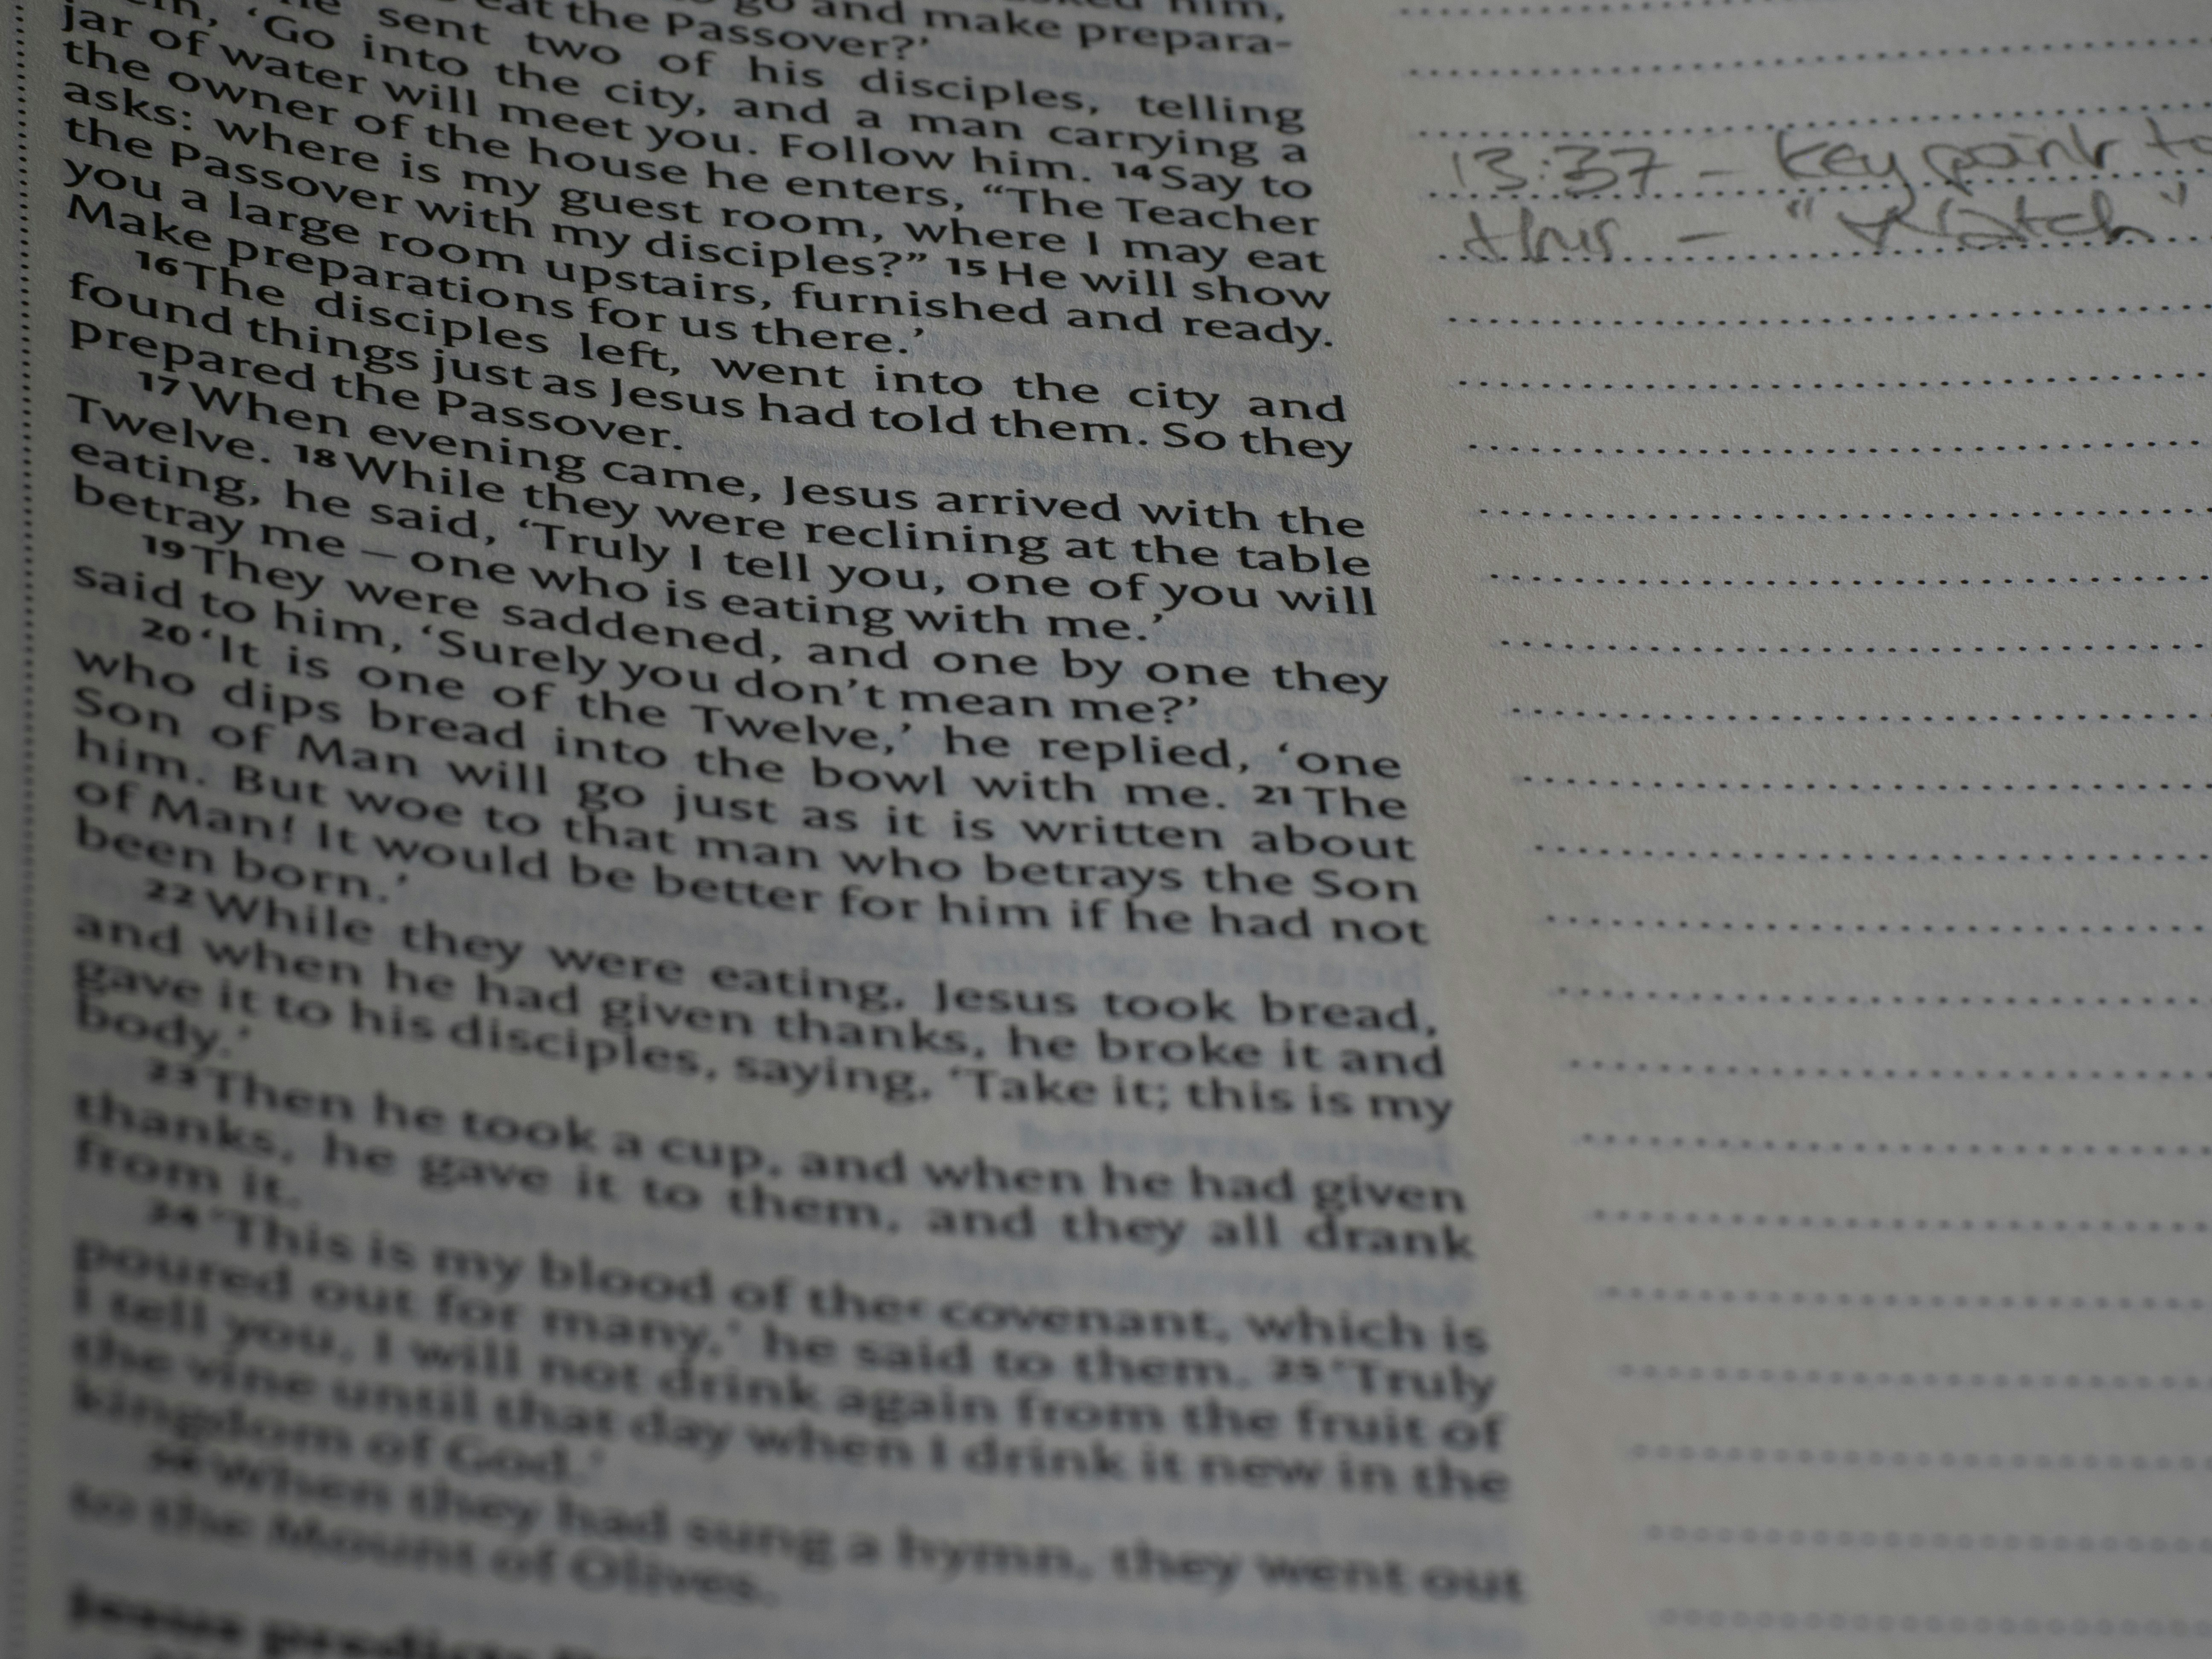 him,
go and make prepara-
eat the Passover?'
sent two of his disciples, telling
'Go into the city, and a man carrying a
jar of water will meet you. Follow him. 14 Say to
the owner of the house he enters, “The Teacher
asks: where is my guest room, where I may eat
the Passover with my disciples?” 15 He will show
you a large room upstairs, furnished and ready.
Make preparations for us there.’
16 The disciples left, went into the city and
found things just as Jesus had told them. So they
prepared the Passover.
17 When evening came, Jesus arrived with the
Twelve. 18 While they were reclining at the table
eating, he said, ‘Truly I tell you, one of you will
betray me – one who is eating with me.’
19 They were saddened, and one by one they
said to him, ‘Surely you don’t mean me?’
20 ‘It is one of the Twelve,’ he replied, ‘one
who dips bread into the bowl with me. 21 The
Son of Man will go just as it is written about
him. But woe to that man who betrays the Son
of Man! It would be better for him if he had not
been born.’
22 While they were eating, Jesus took bread,
and when he had given thanks, he broke it and
gave it to his disciples, saying, ‘Take it; this is my
body.’
23 Then he took a cup, and when he had given
thanks, he gave it to them, and they all drank
from it.
24 ‘This is my blood of the c covenant, which is
poured out for many,’ he said to them. 25 ‘Truly
I tell you, I will not drink again from the fruit of
the vine until that day when I drink it new in the
kingdom of God.’
26 When they had sung a hymn, they went out
to the Mount of Olives.
Jesus predicts
13:37 – Key point to
this – “Watch”